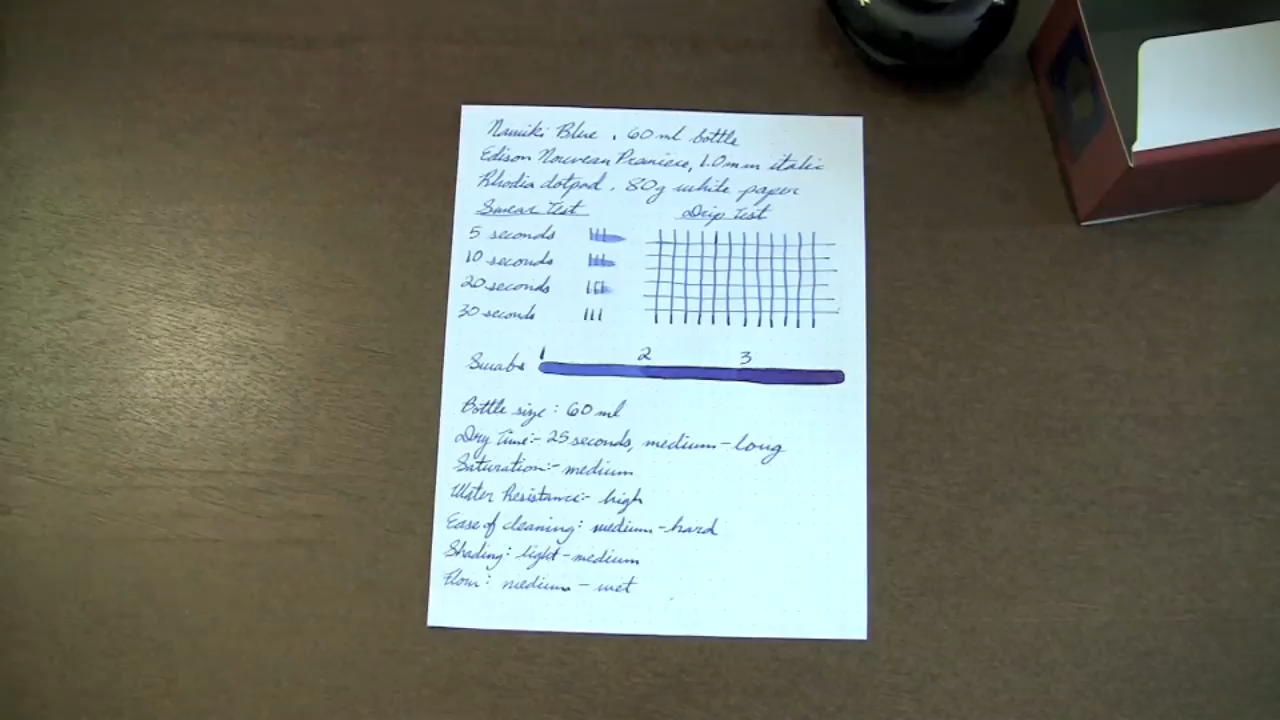 Namiki Blue, 60 ml bottle
Edison Nouveau Premiere, 1.0mm italic
Rhodia dotpad, 80g white paper
Smear Test Drip Test
5 seconds
10 seconds
20 seconds
30 seconds
1 2 3
Swabs
Bottle size: 60 ml
Dry Time:- 25 seconds, medium-long
Saturation:- medium
Water Resistance:- high
Ease of cleaning: medium-hard
Shading: light-medium
Flow: medium-wet